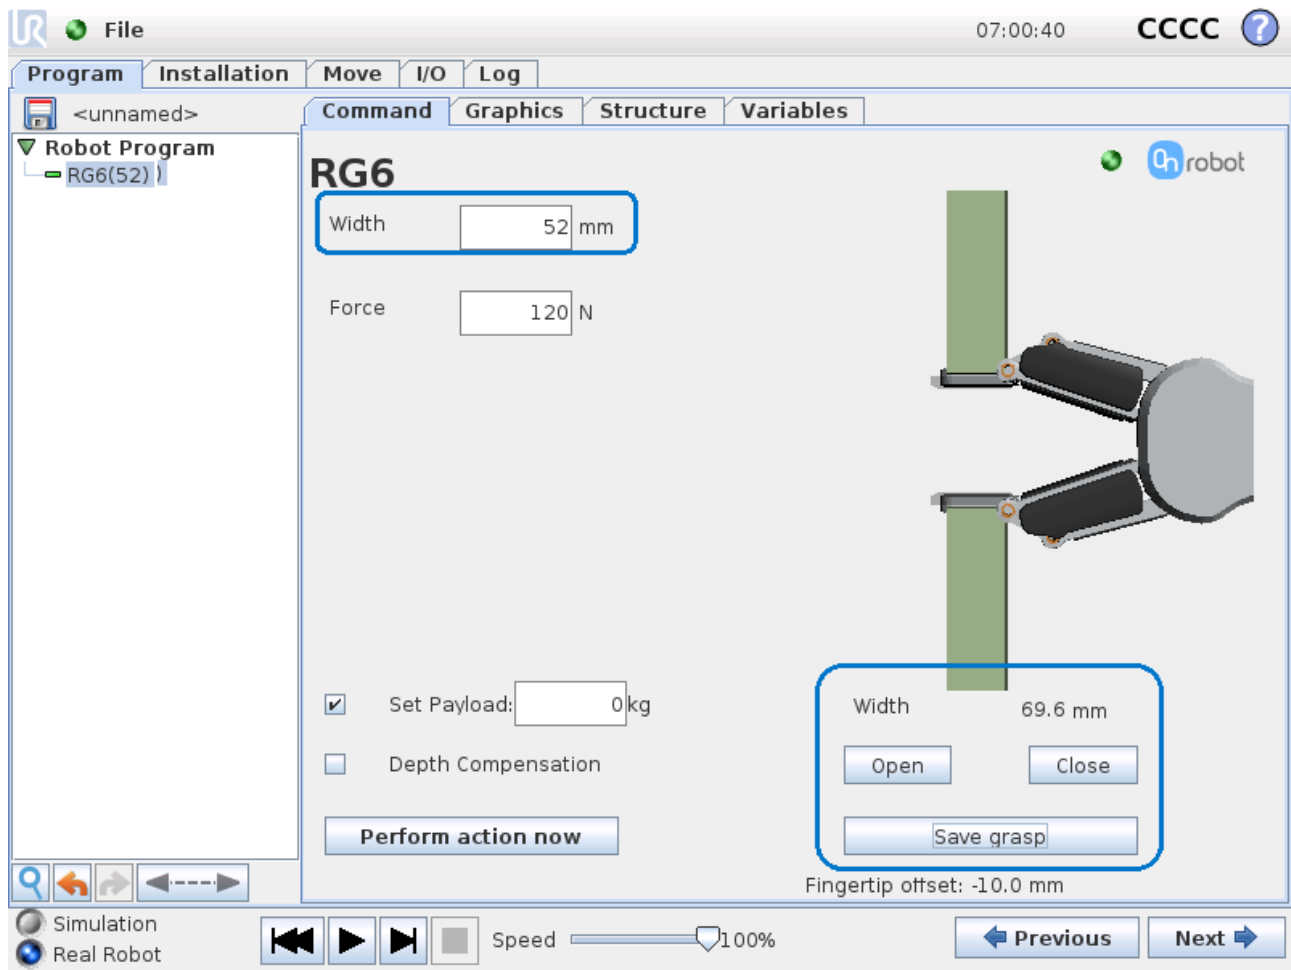 File 07:00:40 CCCC ?
Program Installation Move I/O Log
<unnamed> Command Graphics Structure Variables
Robot Program
RG6(52) )
RG6 On robot
Width 52 mm
Force 120 N
Set Payload: 0 kg
Depth Compensation
Perform action now
Width 69.6 mm
Open Close
Save grasp
Fingertip offset: -10.0 mm
Simulation
Real Robot
Speed 100%
Previous Next